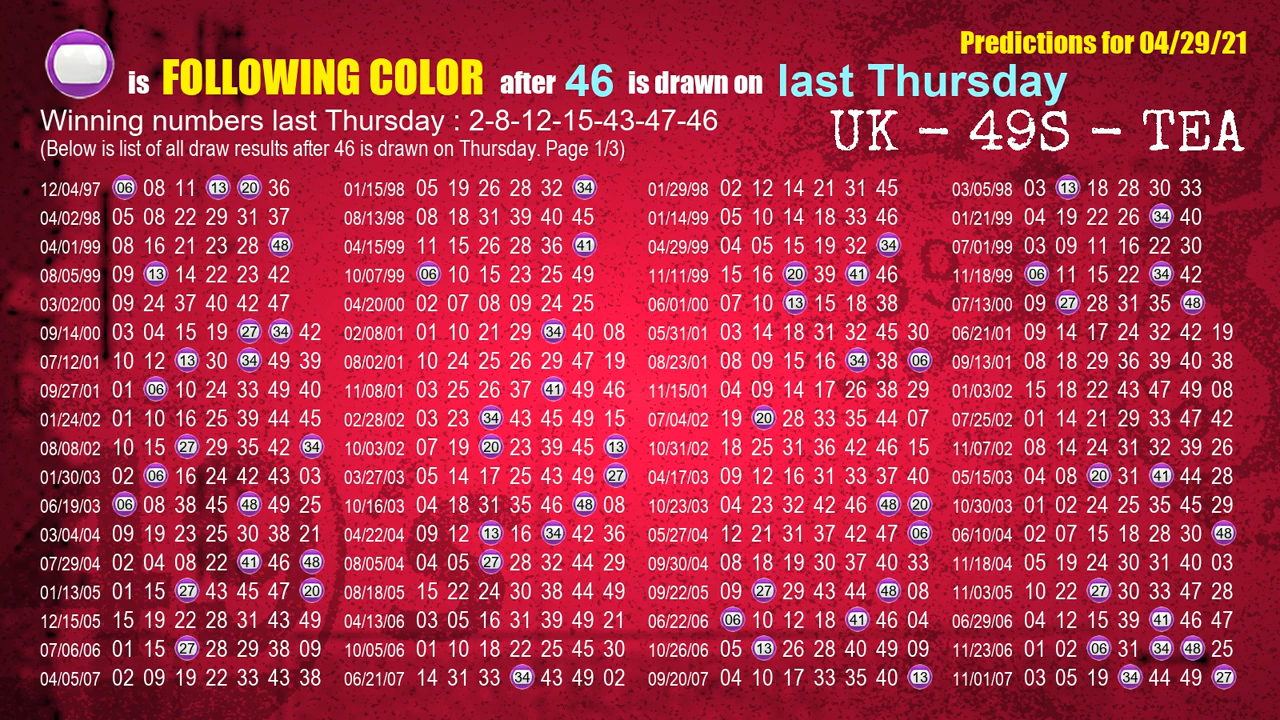 Predictions for 04/29/21
is FOLLOWING COLOR after 46 is drawn on last Thursday
Winning numbers last Thursday : 2-8-12-15-43-47-46
UK - 49S - TEA
(Below is list of all draw results after 46 is drawn on Thursday. Page 1/3)
12/04/97 06 08 11 13 20 36 01/15/98 05 19 26 28 32 34 01/29/98 02 12 14 21 31 45 03/05/98 03 13 18 28 30 33
04/02/98 05 08 22 29 31 37 08/13/98 08 18 31 39 40 45 01/14/99 05 10 14 18 33 46 01/21/99 04 19 22 26 34 40
04/01/99 08 16 21 23 28 48 04/15/99 11 15 26 28 36 41 04/29/99 04 05 15 19 32 34 07/01/99 03 09 11 16 22 30
08/05/99 09 13 14 22 23 42 10/07/99 06 10 15 23 25 49 11/11/99 15 16 20 39 41 46 11/18/99 06 11 15 22 34 42
03/02/00 09 24 37 40 42 47 04/20/00 02 07 08 09 24 25 06/01/00 07 10 13 15 18 38 07/13/00 09 27 28 31 35 48
09/14/00 03 04 15 19 27 34 42 02/08/01 01 10 21 29 34 40 08 05/31/01 03 14 18 31 32 45 30 06/21/01 09 14 17 24 32 42 19
07/12/01 10 12 13 30 34 49 39 08/02/01 10 24 25 26 29 47 19 08/23/01 08 09 15 16 34 38 06 09/13/01 08 18 29 36 39 40 38
09/27/01 01 06 10 24 33 49 40 11/08/01 03 25 26 37 41 49 46 11/15/01 04 09 14 17 26 38 29 01/03/02 15 18 22 43 47 49 08
01/24/02 01 10 16 25 39 44 45 02/28/02 03 23 34 43 45 49 15 07/04/02 19 20 28 33 35 44 07 07/25/02 01 14 21 29 33 47 42
08/08/02 10 15 27 29 35 42 34 10/03/02 07 19 20 23 39 45 13 10/31/02 18 25 31 36 42 46 15 11/07/02 08 14 24 31 32 39 26
01/30/03 02 06 16 24 42 43 03 03/27/03 05 14 17 25 43 49 27 04/17/03 09 12 16 31 33 37 40 05/15/03 04 08 20 31 41 44 28
06/19/03 06 08 38 45 48 49 25 10/16/03 04 18 31 35 46 48 08 10/23/03 04 23 32 42 46 48 20 10/30/03 01 02 24 25 35 45 29
03/04/04 09 19 23 25 30 38 21 04/22/04 09 12 13 16 34 42 36 05/27/04 12 21 31 37 42 47 06 06/10/04 02 07 15 18 28 30 48
07/29/04 02 04 08 22 41 46 48 08/05/04 04 05 27 28 32 44 29 09/30/04 08 18 19 30 37 40 33 11/18/04 05 19 24 30 31 40 03
01/13/05 01 15 27 43 45 47 20 08/18/05 15 22 24 30 38 44 49 09/22/05 09 27 29 43 44 48 08 11/03/05 10 22 27 30 33 47 28
12/15/05 15 19 22 28 31 43 49 04/13/06 03 05 16 31 39 49 21 06/22/06 06 10 12 18 41 46 04 06/29/06 04 12 15 39 41 46 47
07/06/06 01 15 27 28 29 38 09 10/05/06 01 10 18 22 25 45 30 10/26/06 05 13 26 28 40 49 09 11/23/06 01 02 06 31 34 48 25
04/05/07 02 09 19 22 33 43 38 06/21/07 14 31 33 34 43 49 02 09/20/07 04 10 17 33 35 40 13 11/01/07 03 05 19 34 44 49 27